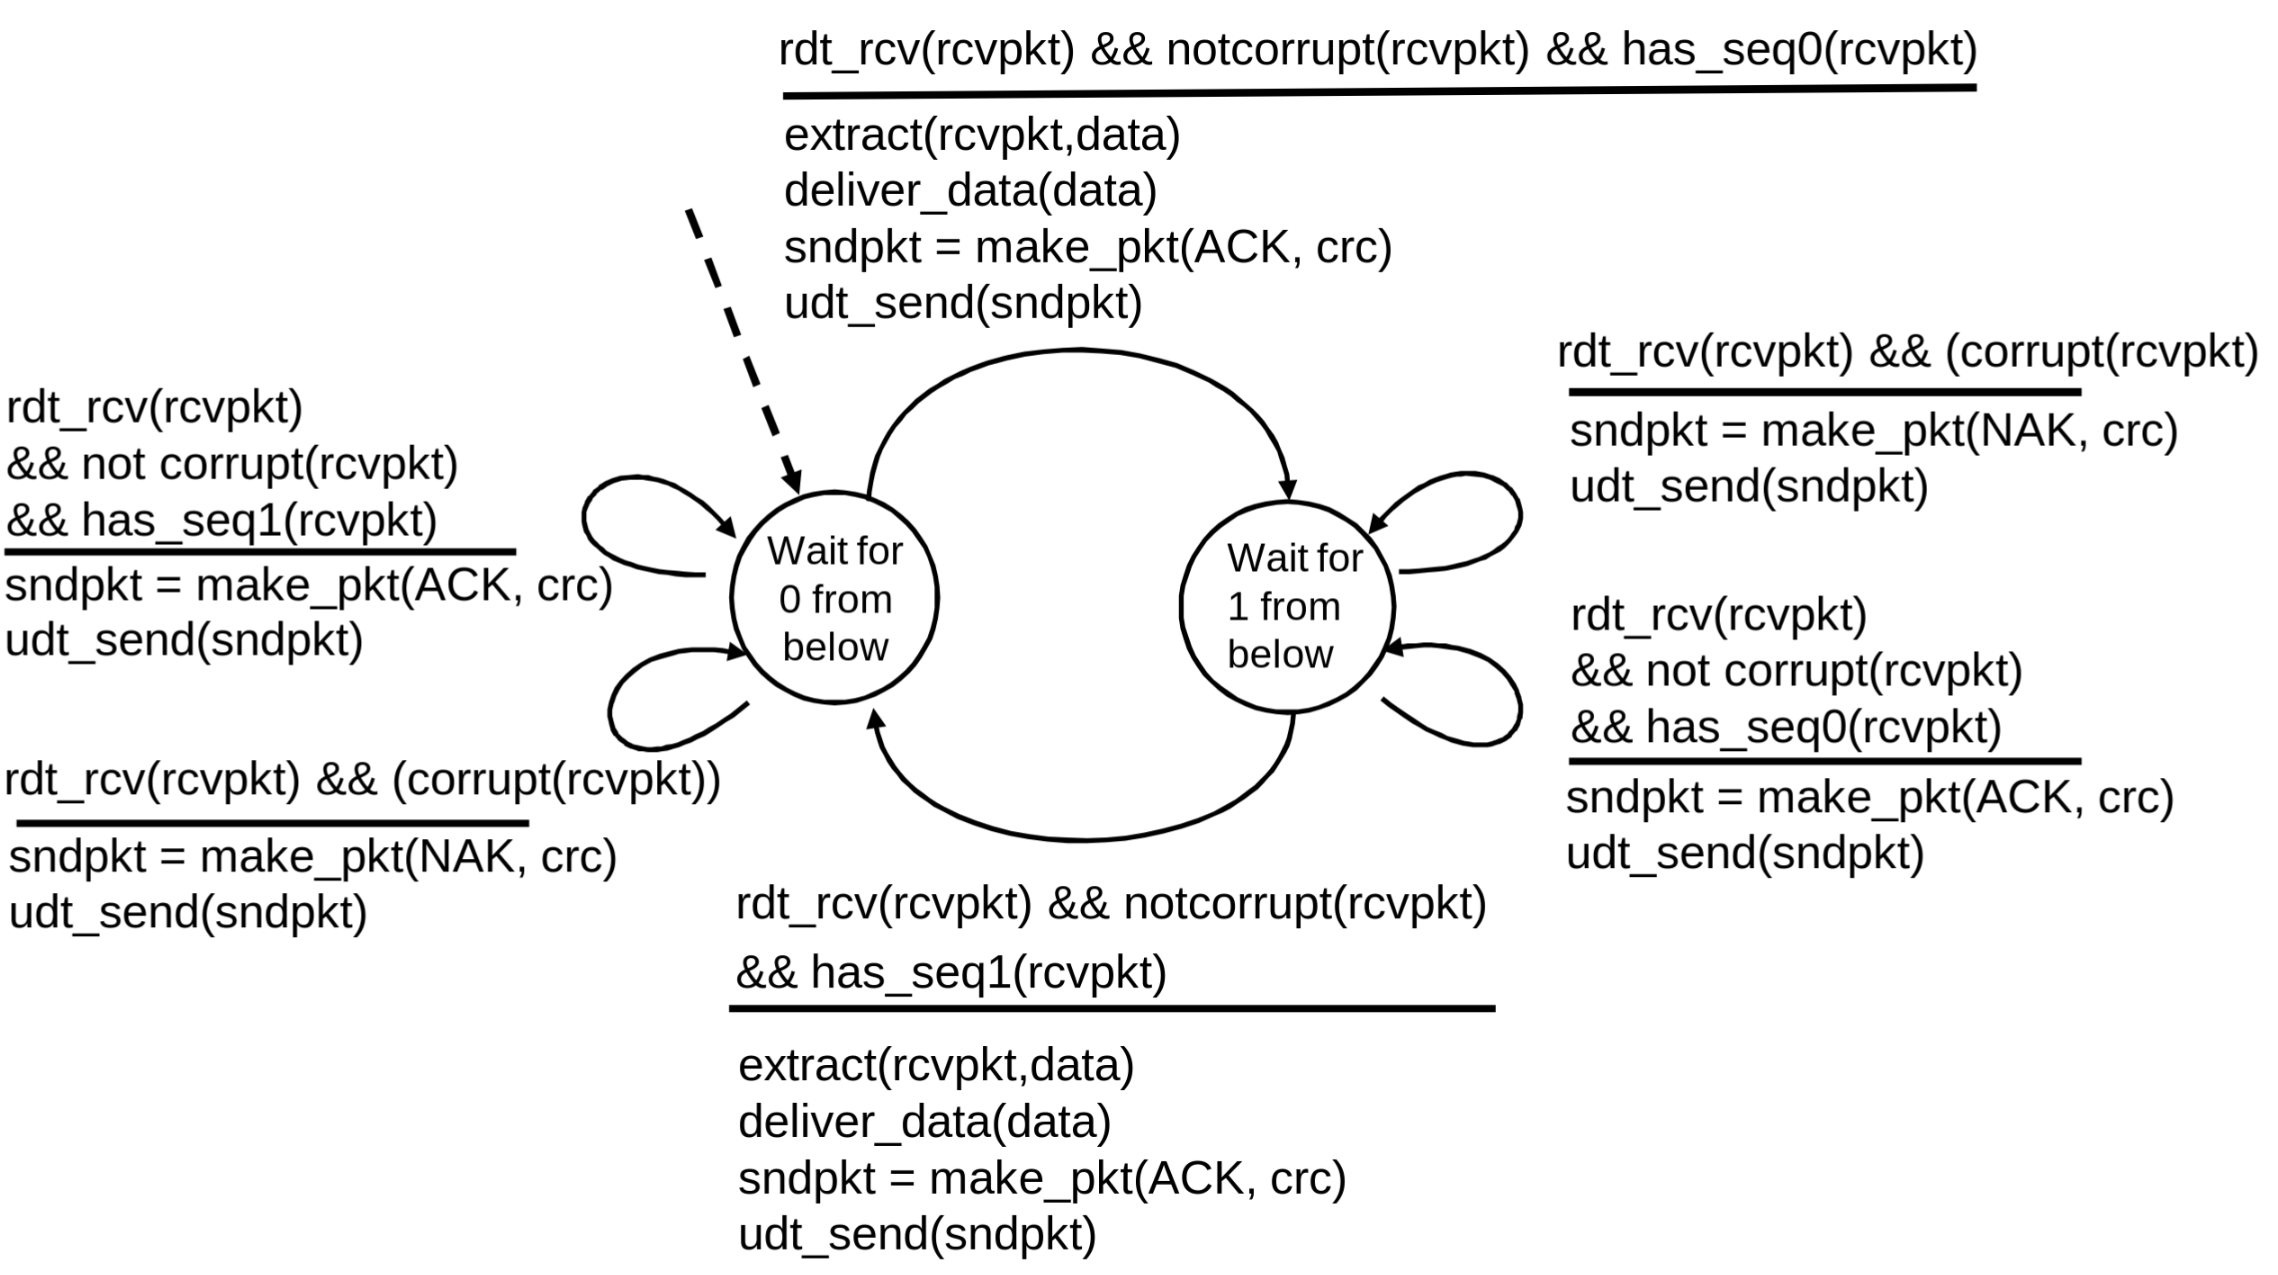 rdt_rcv(rcvpkt) && notcorrupt(rcvpkt) && has_seq0(rcvpkt)
extract(rcvpkt,data)
deliver_data(data)
sndpkt = make_pkt(ACK, crc)
udt_send(sndpkt)
rdt_rcv(rcvpkt)
&& not corrupt(rcvpkt)
&& has_seq1(rcvpkt)
sndpkt = make_pkt(ACK, crc)
udt_send(sndpkt)
rdt_rcv(rcvpkt) && (corrupt(rcvpkt))
sndpkt = make_pkt(NAK, crc)
udt_send(sndpkt)
Wait for
0 from
below
Wait for
1 from
below
rdt_rcv(rcvpkt) && (corrupt(rcvpkt)
sndpkt = make_pkt(NAK, crc)
udt_send(sndpkt)
rdt_rcv(rcvpkt)
&& not corrupt(rcvpkt)
&& has_seq0(rcvpkt)
sndpkt = make_pkt(ACK, crc)
udt_send(sndpkt)
rdt_rcv(rcvpkt) && notcorrupt(rcvpkt)
&& has_seq1(rcvpkt)
extract(rcvpkt,data)
deliver_data(data)
sndpkt = make_pkt(ACK, crc)
udt_send(sndpkt)